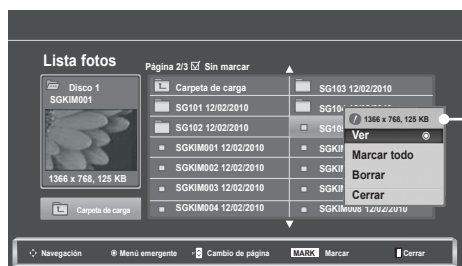 Lista fotos
Página 2/3 Sin marcar
Disco 1
SGKIM001
1366 x 768, 125 KB
Carpeta de carga
Carpeta de carga
SG101 12/02/2010
SG102 12/02/2010
SGKIM001 12/02/2010
SGKIM002 12/02/2010
SGKIM003 12/02/2010
SGKIM004 12/02/2010
SG103 12/02/2010
SG104
SGKIM008 12/02/2010
1366 x 768, 125 KB
Ver
Marcar todo
Borrar
Cerrar
Navegación
Menú emergente
Cambio de página
MARK Marcar
Cerrar